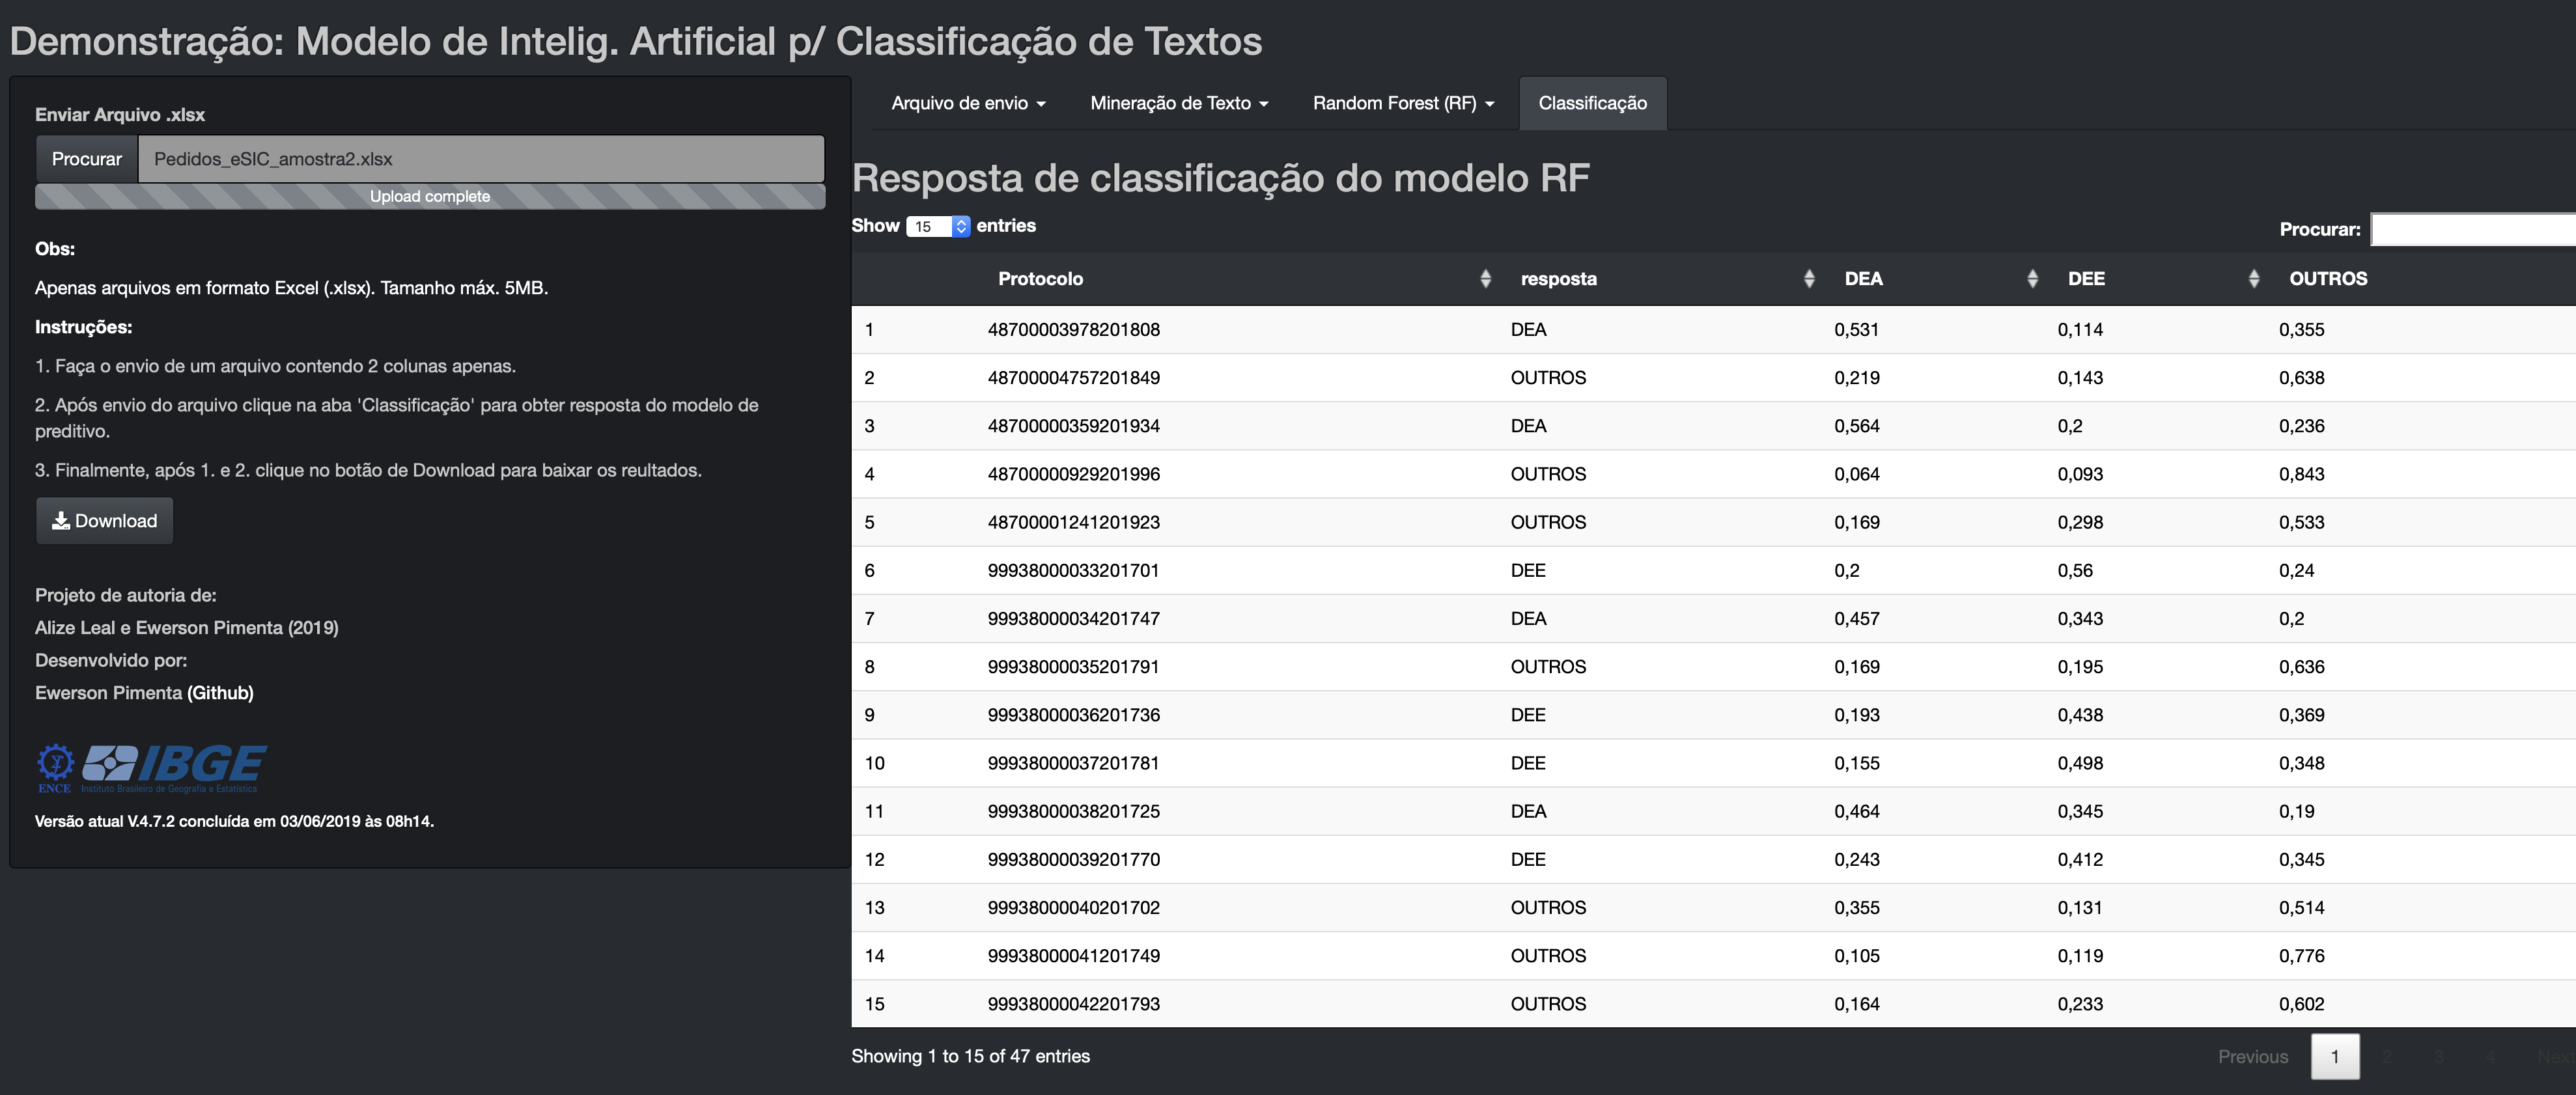 Demonstração: Modelo de Intelig. Artificial p/ Classificação de Textos
Enviar Arquivo .xlsx
Procurar Pedidos_eSIC_amostra2.xlsx
Upload complete
Obs:
Apenas arquivos em formato Excel (.xlsx). Tamanho máx. 5MB.
Instruções:
1. Faça o envio de um arquivo contendo 2 colunas apenas.
2. Após envio do arquivo clique na aba 'Classificação' para obter resposta do modelo de
preditivo.
3. Finalmente, após 1. e 2. clique no botão de Download para baixar os reultados.
Download
Projeto de autoria de:
Alize Leal e Ewerson Pimenta (2019)
Desenvolvido por:
Ewerson Pimenta (Github)
ENCE
IBGE
Instituto Brasileiro de Geografia e Estatística
Versão atual V.4.7.2 concluída em 03/06/2019 às 08h14.
Arquivo de envio Mineração de Texto Random Forest (RF) Classificação
Resposta de classificação do modelo RF
Show 15 entries
Procurar:
Protocolo resposta DEA DEE OUTROS
1 48700003978201808 DEA 0,531 0,114 0,355
2 48700004757201849 OUTROS 0,219 0,143 0,638
3 48700000359201934 DEA 0,564 0,2 0,236
4 48700000929201996 OUTROS 0,064 0,093 0,843
5 48700001241201923 OUTROS 0,169 0,298 0,533
6 99938000033201701 DEE 0,2 0,56 0,24
7 99938000034201747 DEA 0,457 0,343 0,2
8 99938000035201791 OUTROS 0,169 0,195 0,636
9 99938000036201736 DEE 0,193 0,438 0,369
10 99938000037201781 DEE 0,155 0,498 0,348
11 99938000038201725 DEA 0,464 0,345 0,19
12 99938000039201770 DEE 0,243 0,412 0,345
13 99938000040201702 OUTROS 0,355 0,131 0,514
14 99938000041201749 OUTROS 0,105 0,119 0,776
15 99938000042201793 OUTROS 0,164 0,233 0,602
Showing 1 to 15 of 47 entries
Previous 1 2 3 4 Next